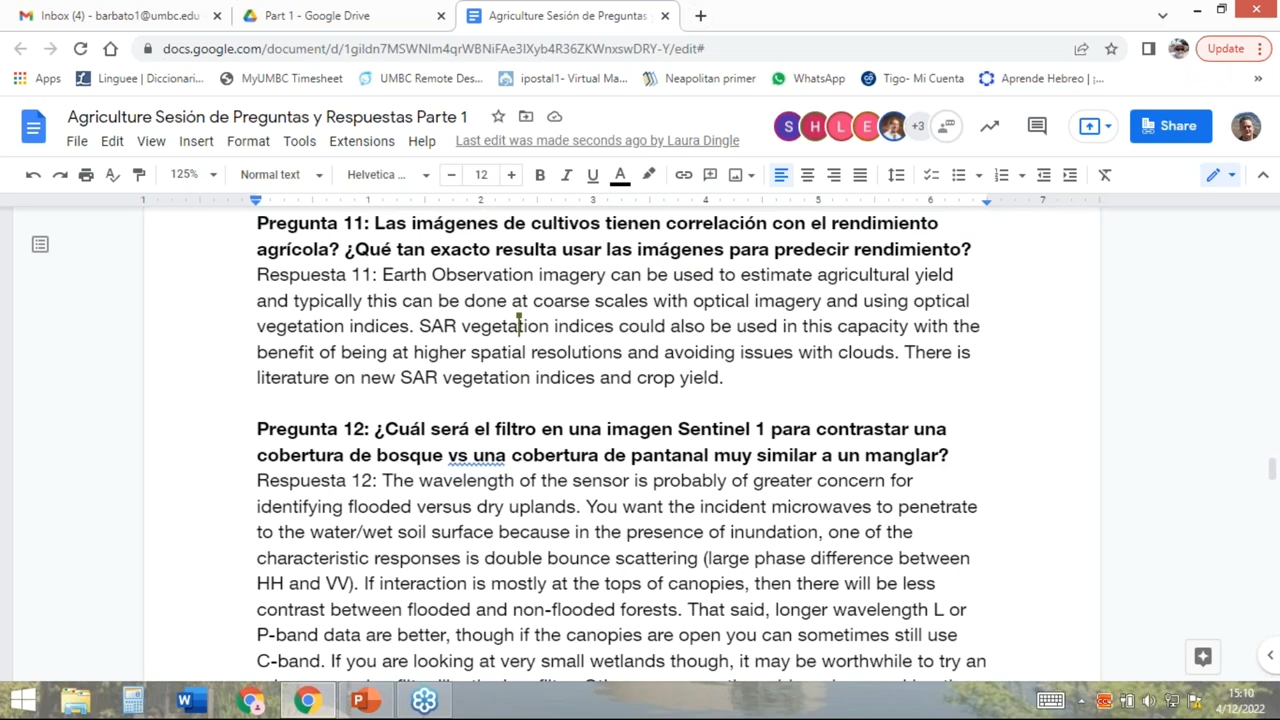 Inbox (4) - barbato1@umbc.edu
Part 1 - Google Drive
Agriculture Sesión de Preguntas
docs.google.com/document/d/1gildn7MSWNlm4qrWBNiFAe3lXyb4R36ZKWnxswDRY-Y/edit#
Update
Apps
Linguee | Diccionari...
MyUMBC Timesheet
UMBC Remote Des...
ipostal1- Virtual Ma...
Neapolitan primer
WhatsApp
Tigo- Mi Cuenta
Aprende Hebreo |;...
»
Agriculture Sesión de Preguntas y Respuestas Parte 1
S H L E +3
Share
File Edit View Insert Format Tools Extensions Help Last edit was made seconds ago by Laura Dingle
125% Normal text Helvetica ... 12 B I U A
1 1 2 3 4 5 6 7
Pregunta 11: Las imágenes de cultivos tienen correlación con el rendimiento
agrícola? ¿Qué tan exacto resulta usar las imágenes para predecir rendimiento?
Respuesta 11: Earth Observation imagery can be used to estimate agricultural yield
and typically this can be done at coarse scales with optical imagery and using optical
vegetation indices. SAR vegetation indices could also be used in this capacity with the
benefit of being at higher spatial resolutions and avoiding issues with clouds. There is
literature on new SAR vegetation indices and crop yield.
Pregunta 12: ¿Cuál será el filtro en una imagen Sentinel 1 para contrastar una
cobertura de bosque vs una cobertura de pantanal muy similar a un manglar?
Respuesta 12: The wavelength of the sensor is probably of greater concern for
identifying flooded versus dry uplands. You want the incident microwaves to penetrate
to the water/wet soil surface because in the presence of inundation, one of the
characteristic responses is double bounce scattering (large phase difference between
HH and VV). If interaction is mostly at the tops of canopies, then there will be less
contrast between flooded and non-flooded forests. That said, longer wavelength L or
P-band data are better, though if the canopies are open you can sometimes still use
C-band. If you are looking at very small wetlands though, it may be worthwhile to try an
15:10
4/12/2022